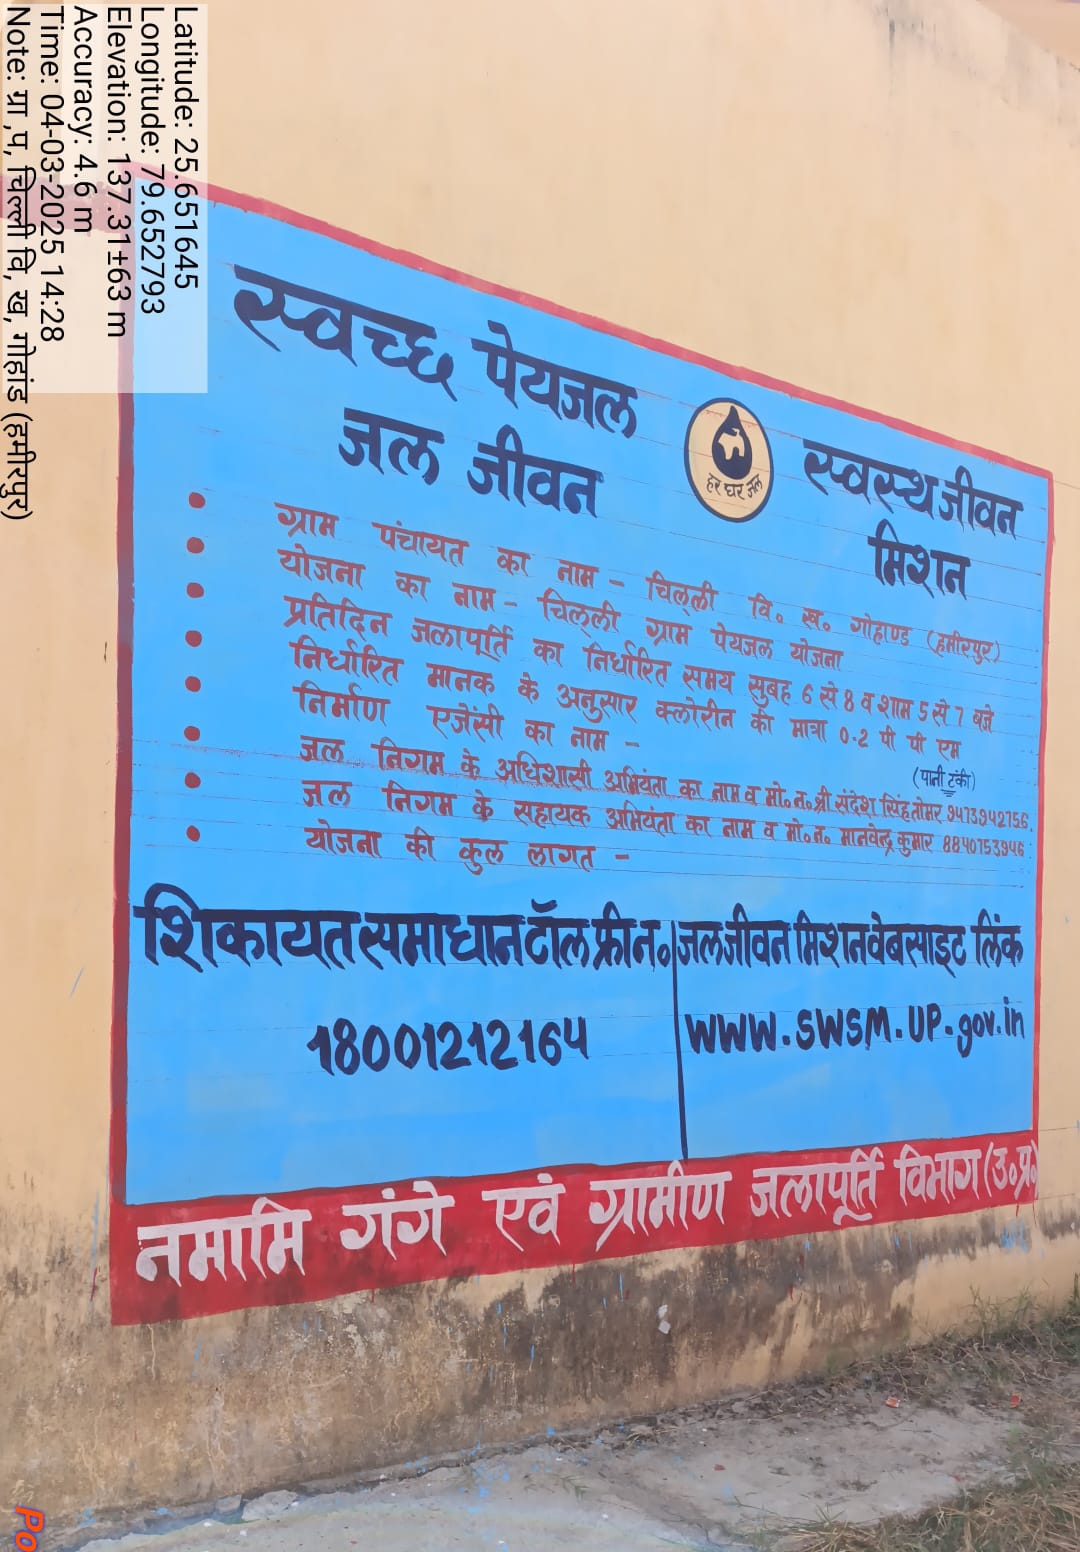 Latitude: 25.651645
Longitude: 79.652793
Elevation: 137.31±63 m
Accuracy: 4.6 m
Time: 04-03-2025 14:28
Note: ग्रा,प, चिल्ली वि, ख, गोहांड (हमीरपुर)
स्वच्छ पेयजल स्वस्थ जीवन
जल जीवन मिशन
हर घर जल
ग्राम पंचायत का नाम - चिल्ली वि० ख० गोहाण्ड (हमीरपुर)
योजना का नाम - चिल्ली ग्राम पेयजल योजना
प्रतिदिन जलापूर्ति का निर्धारित समय सुबह 6 से 8 व शाम 5 से 7 बजे
निर्धारित मानक के अनुसार क्लोरीन की मात्रा 0.2 पी पी एम
निर्माण एजेंसी का नाम -
(पानी टंकी)
जल निगम के अधिशासी अभियंता का नाम व मो०न० श्री संदेश सिंह तोमर 9473942756
जल निगम के सहायक अभियंता का नाम व मो०न० मानवेन्द्र कुमार 8840753946
योजना की कुल लागत -
शिकायत समाधान टॉल फ्री न० जल जीवन मिशन वेबसाइट लिंक
18001212164 WWW.SWSM.UP.gov.in
नमामि गंगे एवं ग्रामीण जलापूर्ति विभाग (उ०प्र०)
Po